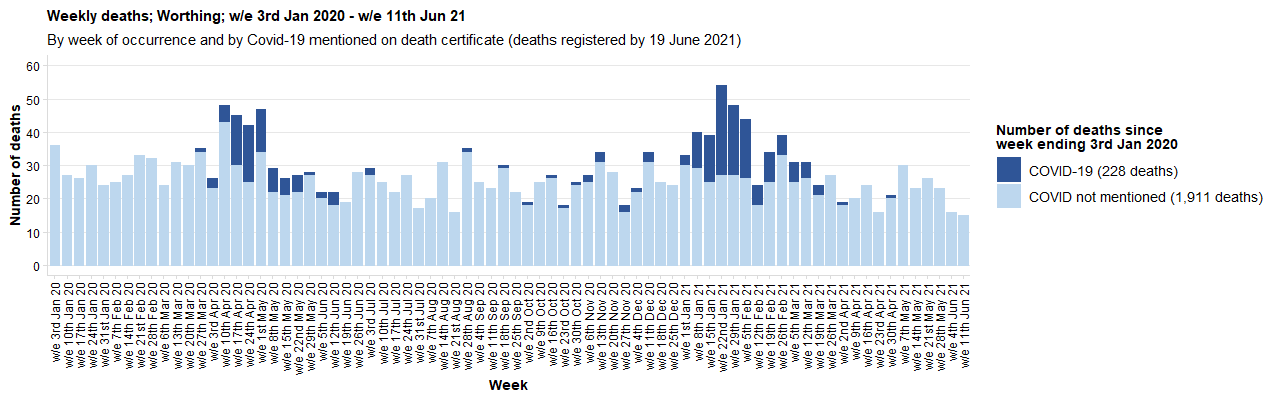 Weekly deaths; Worthing; w/e 3rd Jan 2020 - w/e 11th Jun 21
By week of occurrence and by Covid-19 mentioned on death certificate (deaths registered by 19 June 2021)
Number of deaths
60
50
40
30
20
10
0
w/e 3rd Jan 20
w/e 10th Jan 20
w/e 17th Jan 20
w/e 24th Jan 20
w/e 31st Jan 20
w/e 7th Feb 20
w/e 14th Feb 20
w/e 21st Feb 20
w/e 28th Feb 20
w/e 6th Mar 20
w/e 13th Mar 20
w/e 20th Mar 20
w/e 27th Mar 20
w/e 3rd Apr 20
w/e 10th Apr 20
w/e 17th Apr 20
w/e 24th Apr 20
w/e 1st May 20
w/e 8th May 20
w/e 15th May 20
w/e 22nd May 20
w/e 29th May 20
w/e 5th Jun 20
w/e 12th Jun 20
w/e 19th Jun 20
w/e 26th Jun 20
w/e 3rd Jul 20
w/e 10th Jul 20
w/e 17th Jul 20
w/e 24th Jul 20
w/e 31st Jul 20
w/e 7th Aug 20
w/e 14th Aug 20
w/e 21st Aug 20
w/e 28th Aug 20
w/e 4th Sep 20
w/e 11th Sep 20
w/e 18th Sep 20
w/e 25th Sep 20
w/e 2nd Oct 20
w/e 9th Oct 20
w/e 16th Oct 20
w/e 23rd Oct 20
w/e 30th Oct 20
w/e 6th Nov 20
w/e 13th Nov 20
w/e 20th Nov 20
w/e 27th Nov 20
w/e 4th Dec 20
w/e 11th Dec 20
w/e 18th Dec 20
w/e 25th Dec 20
w/e 1st Jan 21
w/e 8th Jan 21
w/e 15th Jan 21
w/e 22nd Jan 21
w/e 29th Jan 21
w/e 5th Feb 21
w/e 12th Feb 21
w/e 19th Feb 21
w/e 26th Feb 21
w/e 5th Mar 21
w/e 12th Mar 21
w/e 19th Mar 21
w/e 26th Mar 21
w/e 2nd Apr 21
w/e 9th Apr 21
w/e 16th Apr 21
w/e 23rd Apr 21
w/e 30th Apr 21
w/e 7th May 21
w/e 14th May 21
w/e 21st May 21
w/e 28th May 21
w/e 4th Jun 21
w/e 11th Jun 21
Week
Number of deaths since
week ending 3rd Jan 2020
COVID-19 (228 deaths)
COVID not mentioned (1,911 deaths)